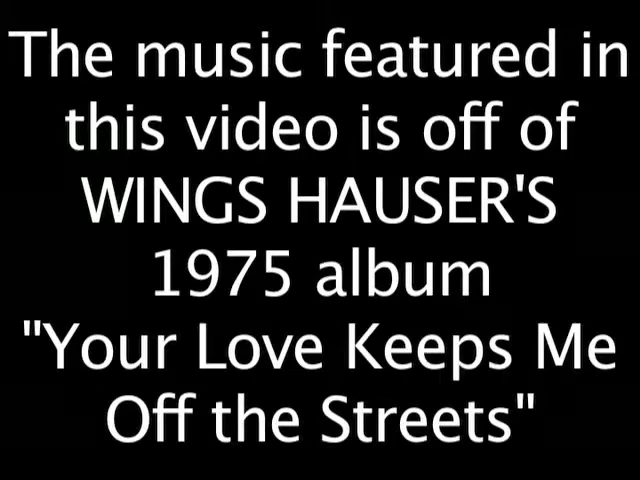 The music featured in
this video is off of
WINGS HAUSER'S
1975 album
"Your Love Keeps Me
Off the Streets"